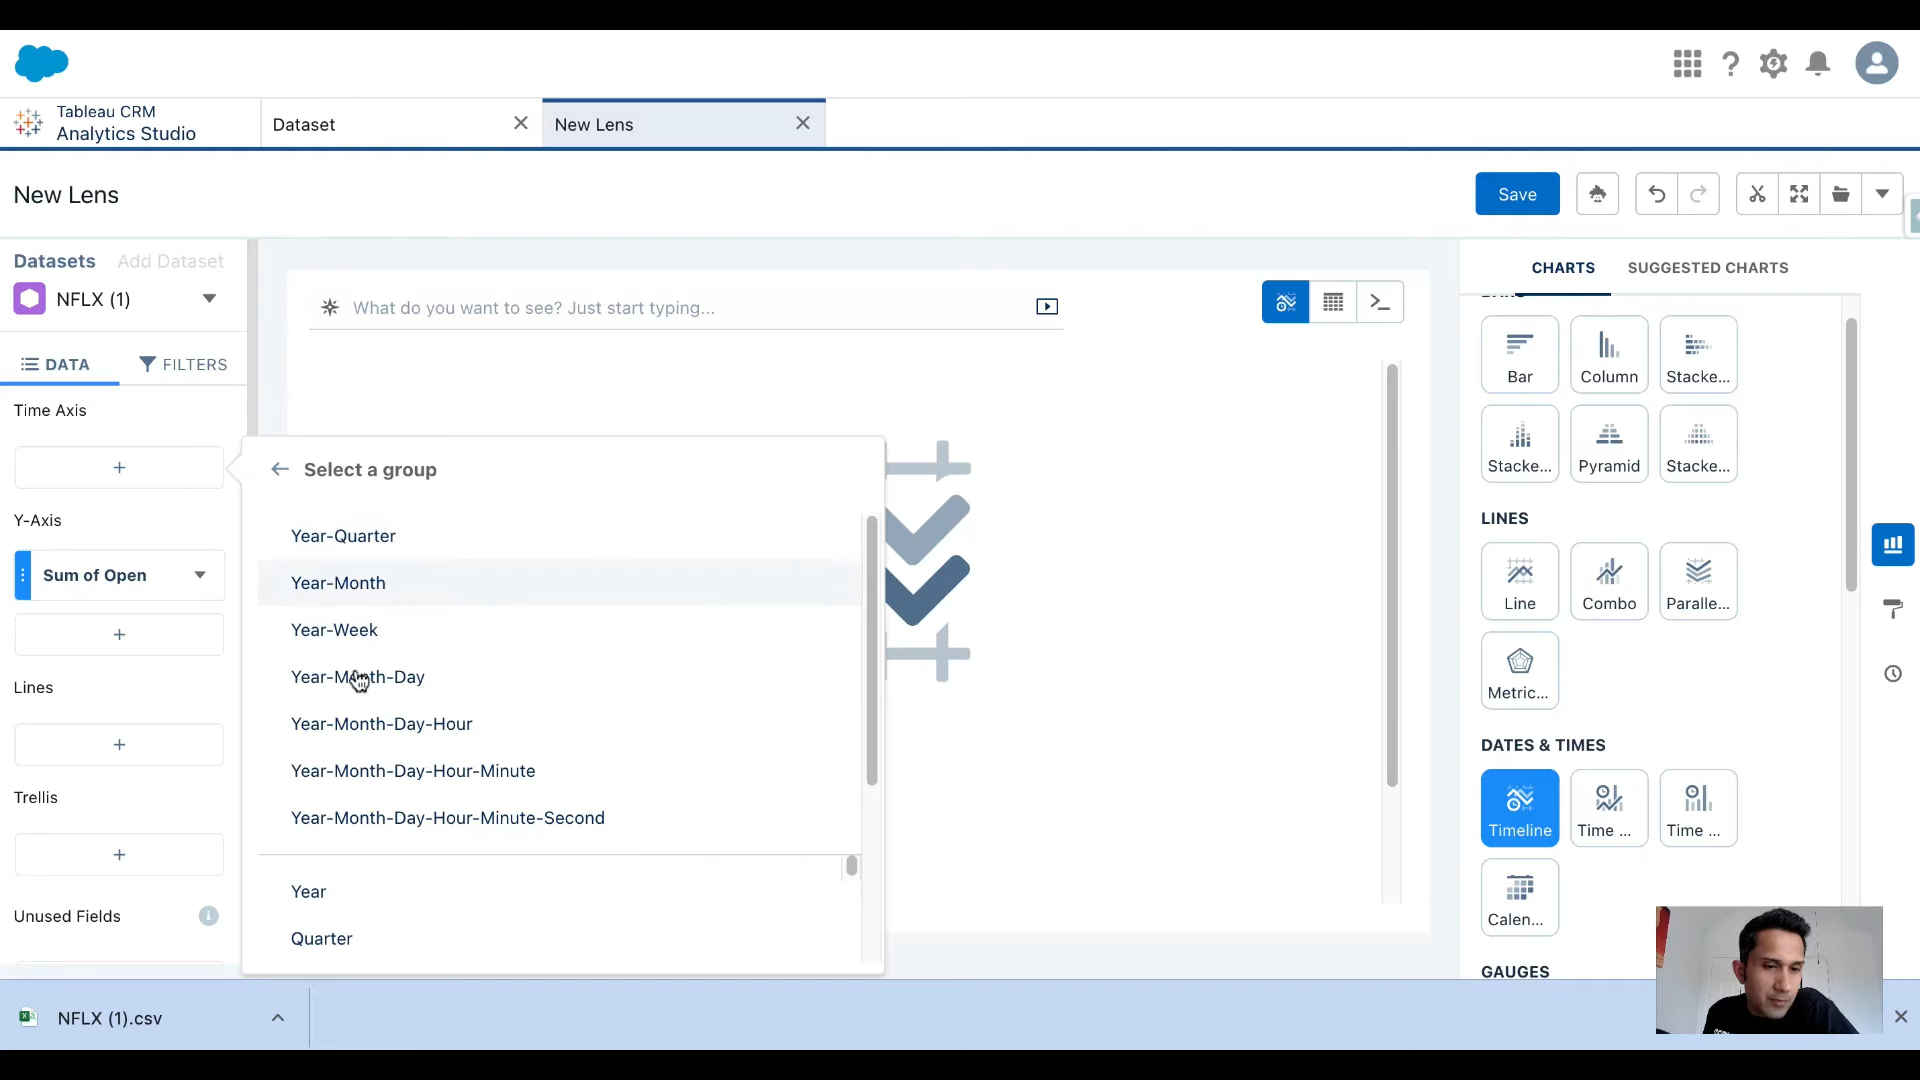 Tableau CRM
Analytics Studio
Dataset
New Lens
New Lens
Save
Datasets
Add Dataset
NFLX (1)
DATA
FILTERS
Time Axis
+
Y-Axis
Sum of Open
+
Lines
+
Trellis
+
Unused Fields
What do you want to see? Just start typing...
Select a group
Year-Quarter
Year-Month
Year-Week
Year-Month-Day
Year-Month-Day-Hour
Year-Month-Day-Hour-Minute
Year-Month-Day-Hour-Minute-Second
Year
Quarter
CHARTS
SUGGESTED CHARTS
Bar
Column
Stacke...
Stacke...
Pyramid
Stacke...
LINES
Line
Combo
Paralle...
Metric...
DATES & TIMES
Timeline
Time ...
Time ...
Calen...
GAUGES
NFLX (1).csv